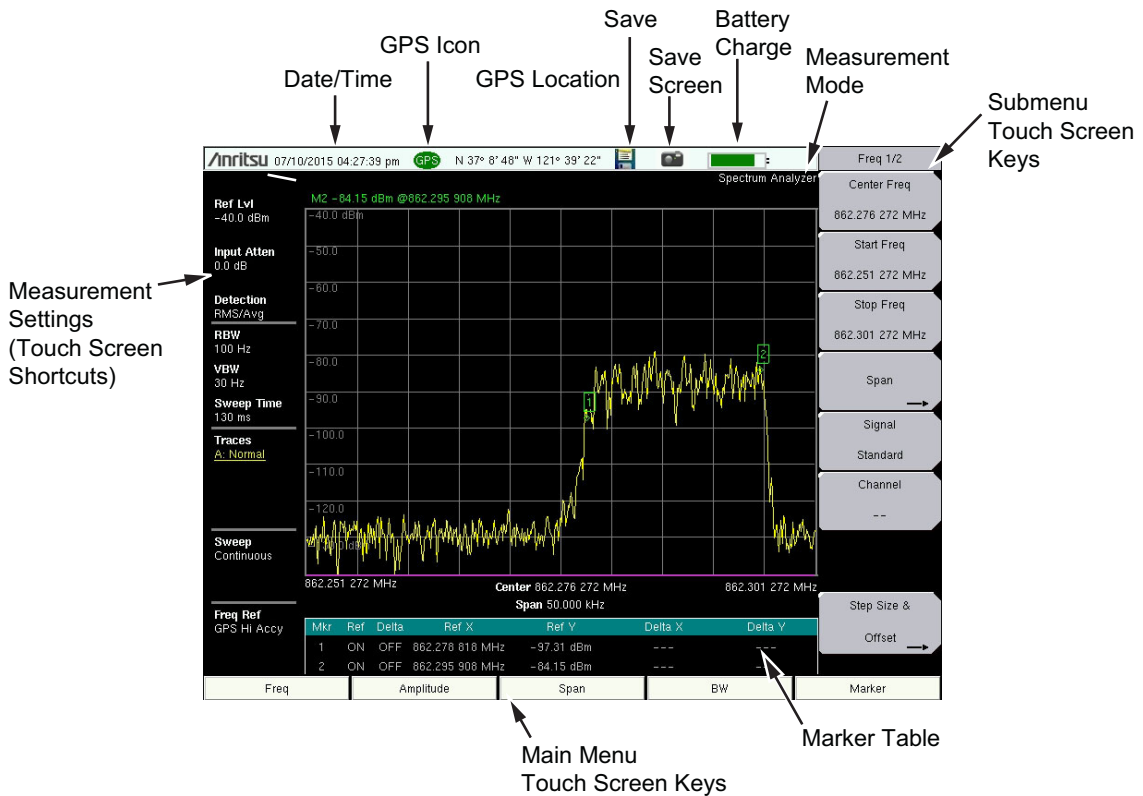 Save
Battery
Charge
GPS Icon
Save
Screen
Measurement
Mode
Date/Time
GPS Location
Submenu
Touch Screen
Keys
/inritsu 07/10/2015 04:27:39 pm GPS N 37° 8' 48" W 121° 39' 22"
Freq 1/2
Spectrum Analyzer
Center Freq
862.276 272 MHz
Start Freq
862.251 272 MHz
Stop Freq
862.301 272 MHz
Span
Signal
Standard
Channel
--
Step Size &
Offset
Measurement
Settings
(Touch Screen
Shortcuts)
Ref Lvl
-40.0 dBm
Input Atten
0.0 dB
Detection
RMS/Avg
RBW
100 Hz
VBW
30 Hz
Sweep Time
130 ms
Traces
A: Normal
Sweep
Continuous
Freq Ref
GPS Hi Accy
M2 -84.15 dBm @862.295 908 MHz
-40.0 dBm
-50.0
-60.0
-70.0
-80.0
-90.0
-100.0
-110.0
-120.0
1
2
862.251 272 MHz
Center 862.276 272 MHz
862.301 272 MHz
Span 50.000 kHz
Mkr Ref Delta Ref X Ref Y Delta X Delta Y
1 ON OFF 862.278 818 MHz -97.31 dBm --- ---
2 ON OFF 862.295 908 MHz -84.15 dBm ---
Freq Amplitude Span BW Marker
Main Menu
Touch Screen Keys
Marker Table